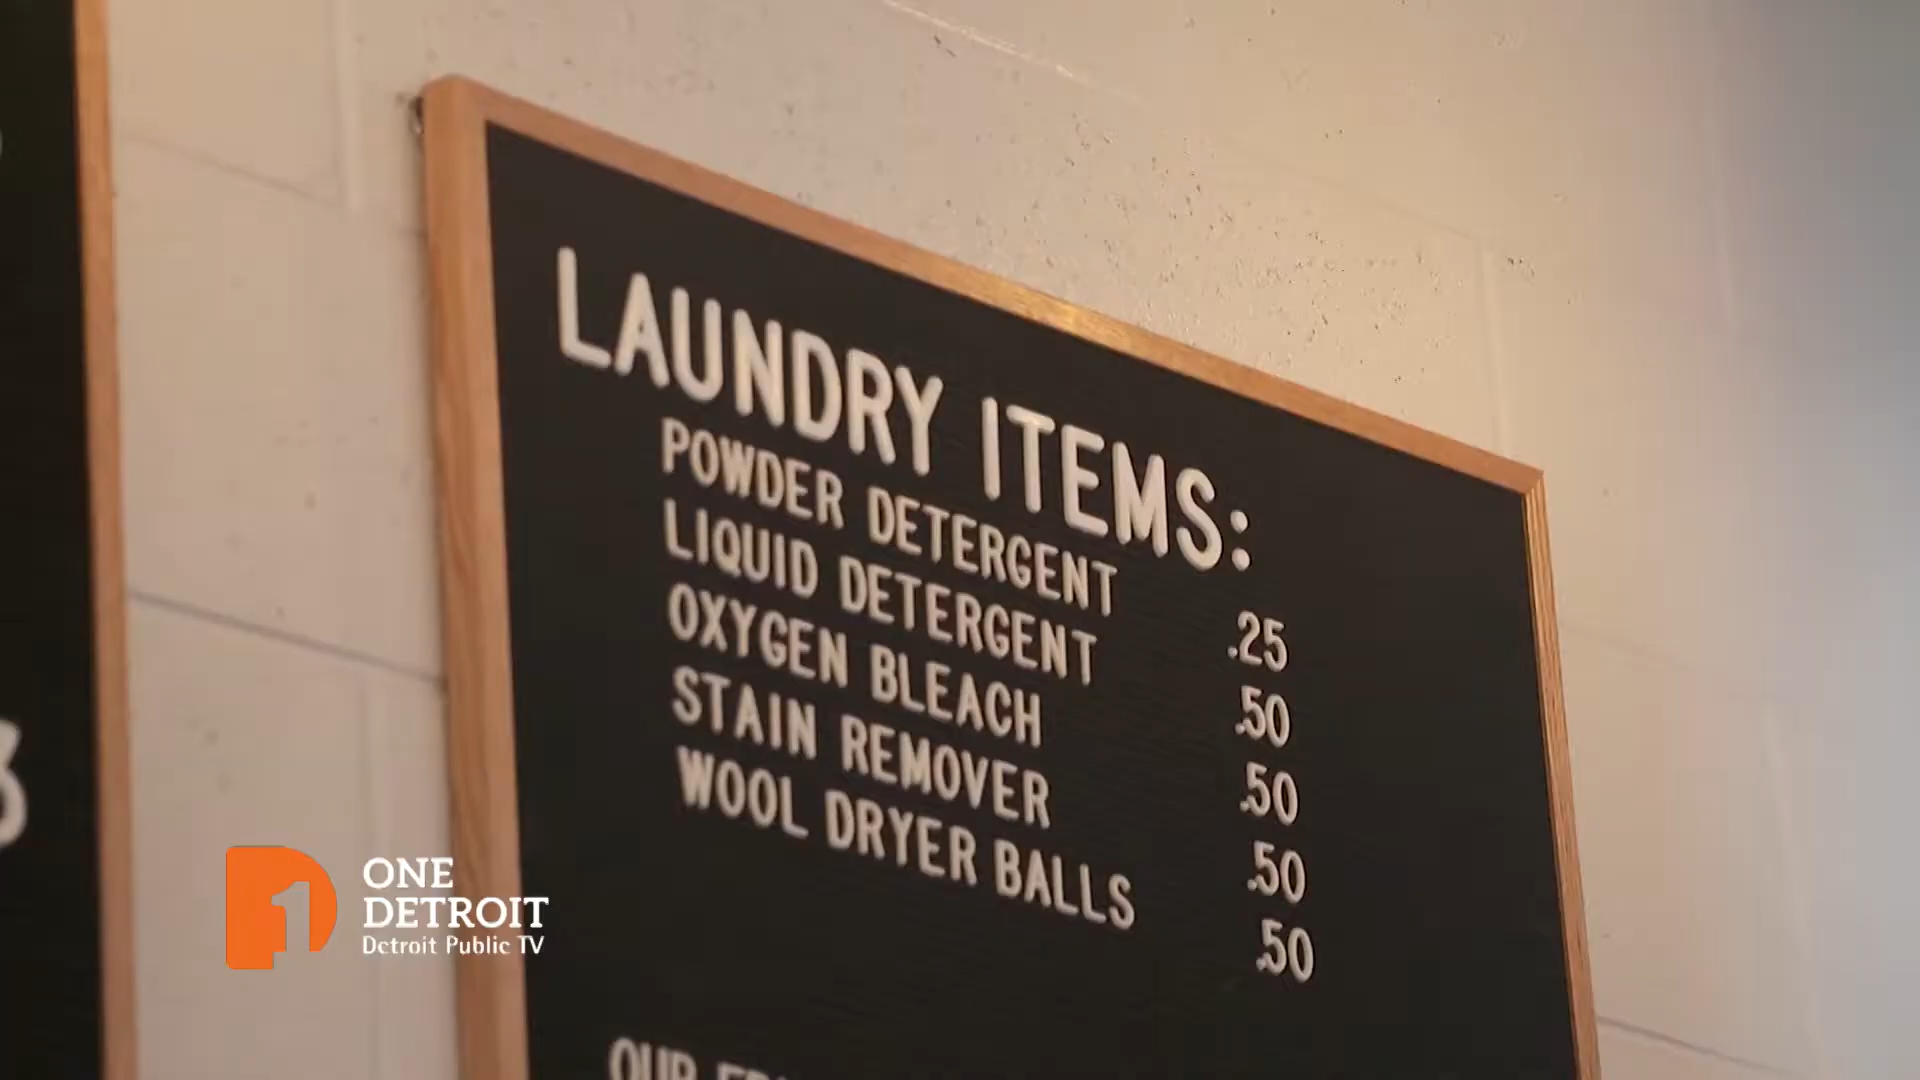 LAUNDRY ITEMS:
POWDER DETERGENT .25
LIQUID DETERGENT .50
OXYGEN BLEACH .50
STAIN REMOVER .50
WOOL DRYER BALLS .50
OUR
ONE
DETROIT
Detroit Public TV